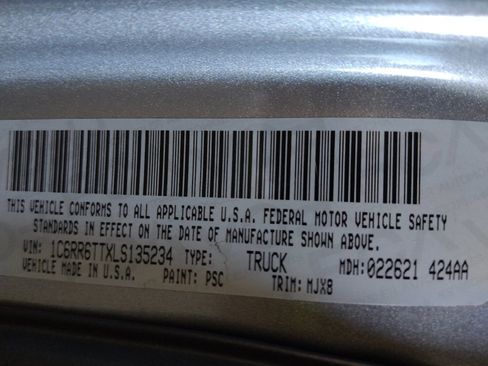 THIS VEHICLE CONFORMS TO ALL APPLICABLE U.S.A. FEDERAL MOTOR VEHICLE SAFETY
STANDARDS IN EFFECT ON THE DATE OF MANUFACTURE SHOWN ABOVE.
VIN: 1C6RR6TTXLS135234 TYPE: TRUCK MDH: 022621 424AA
VEHICLE MADE IN U.S.A. PAINT: PSC TRIM: MJX8